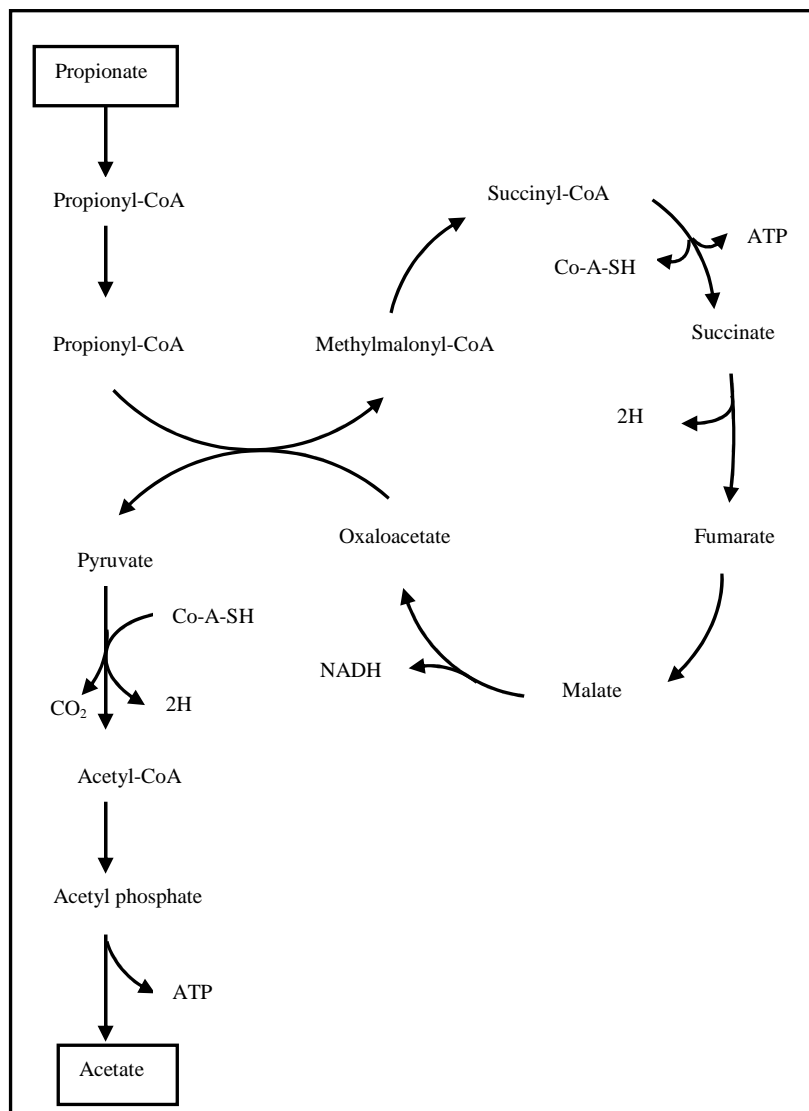 Propionate
Propionyl-CoA
Succinyl-CoA
ATP
Co-A-SH
Propionyl-CoA
Methylmalonyl-CoA
Succinate
2H
Oxaloacetate
Fumarate
Pyruvate
Co-A-SH
NADH
Malate
CO₂
2H
Acetyl-CoA
Acetyl phosphate
ATP
Acetate